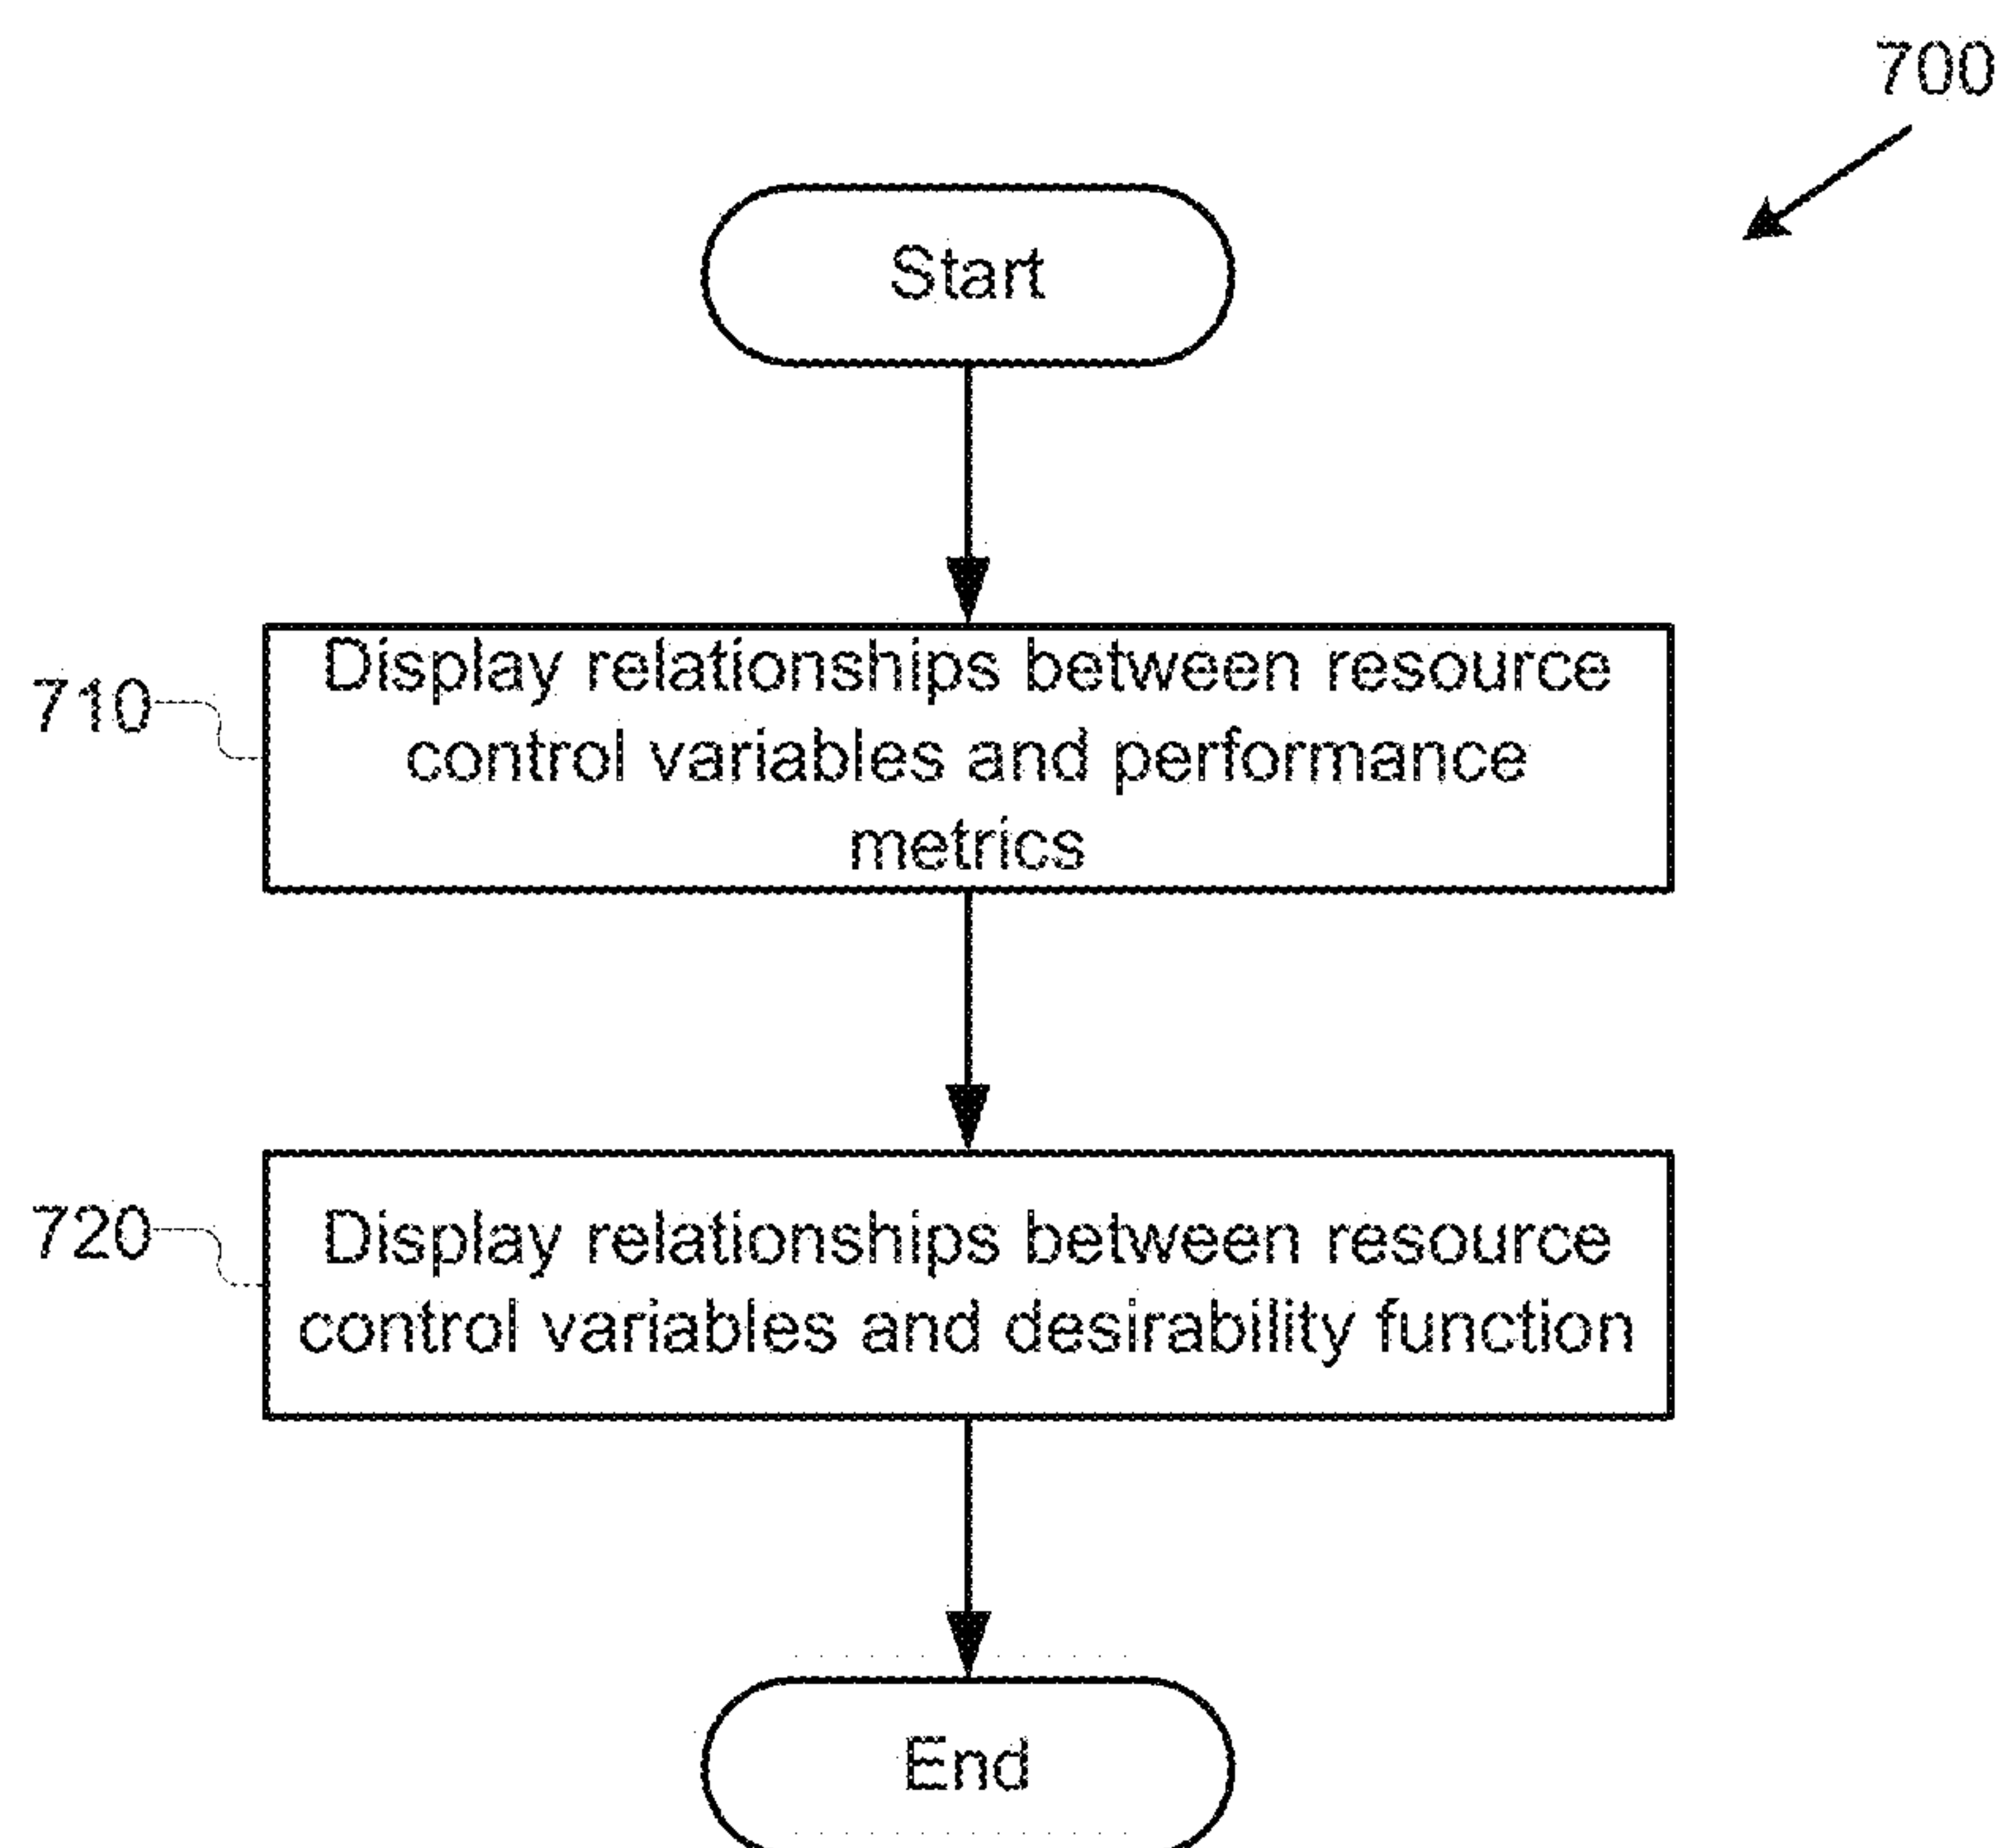 700
Start
710
Display relationships between resource
control variables and performance
metrics
720
Display relationships between resource
control variables and desirability function
End